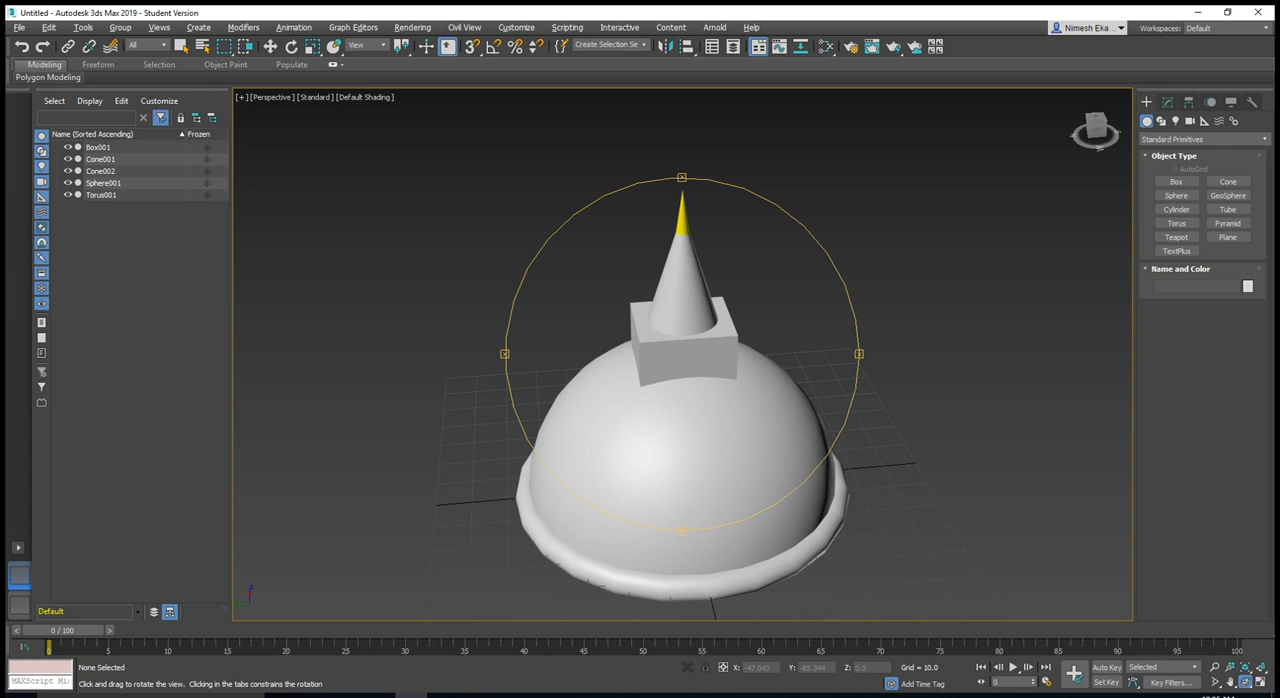 Untitled - Autodesk 3ds Max 2019 - Student Version
File Edit Tools Group Views Create Modifiers Animation Graph Editors Rendering Civil View Customize Scripting Interactive Content Arnold Help
Nimesh Eka...
Workspaces: Default
All
View
Create Selection Se
Modeling Freeform Selection Object Paint Populate
Polygon Modeling
Select Display Edit Customize
Name (Sorted Ascending) ▲ Frozen
Box001
Cone001
Cone002
Sphere001
Torus001
[+] [Perspective] [Standard] [Default Shading]
Standard Primitives
Object Type
AutoGrid
Box Cone
Sphere GeoSphere
Cylinder Tube
Torus Pyramid
Teapot Plane
TextPlus
Name and Color
Default
0 / 100
0 5 10 15 20 25 30 35 40 45 50 55 60 65 70 75 80 85 90 95 100
None Selected
X: -47.043 Y: -85.344 Z: 0.0 Grid = 10.0
Auto Key Selected
MAXScript Mi:
Click and drag to rotate the view. Clicking in the tabs constrains the rotation
Add Time Tag
0
Set Key Key Filters...